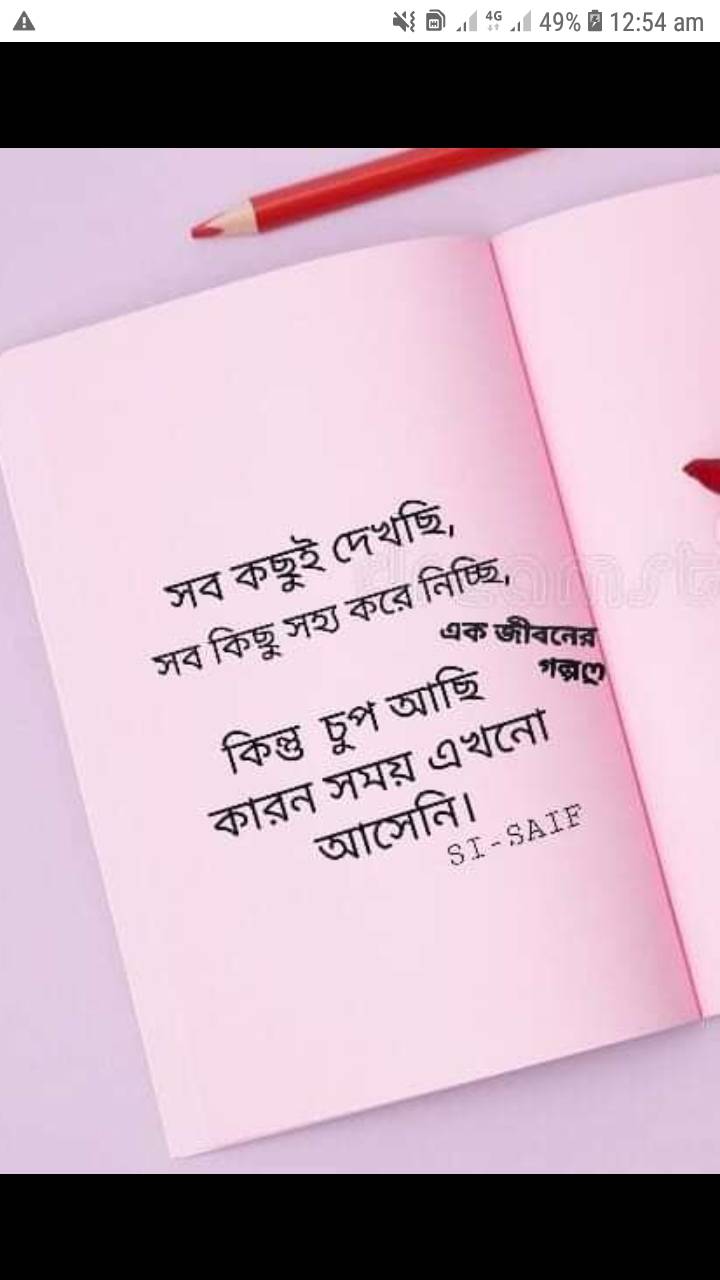 49% 12:54 am
4G
সব কছুই দেখছি,
সব কিছু সহ্য করে নিচ্ছি,
এক জীবনের
কিন্তু চুপ আছি
কারন সময় এখনো
আসেনি।
SI-SAIF